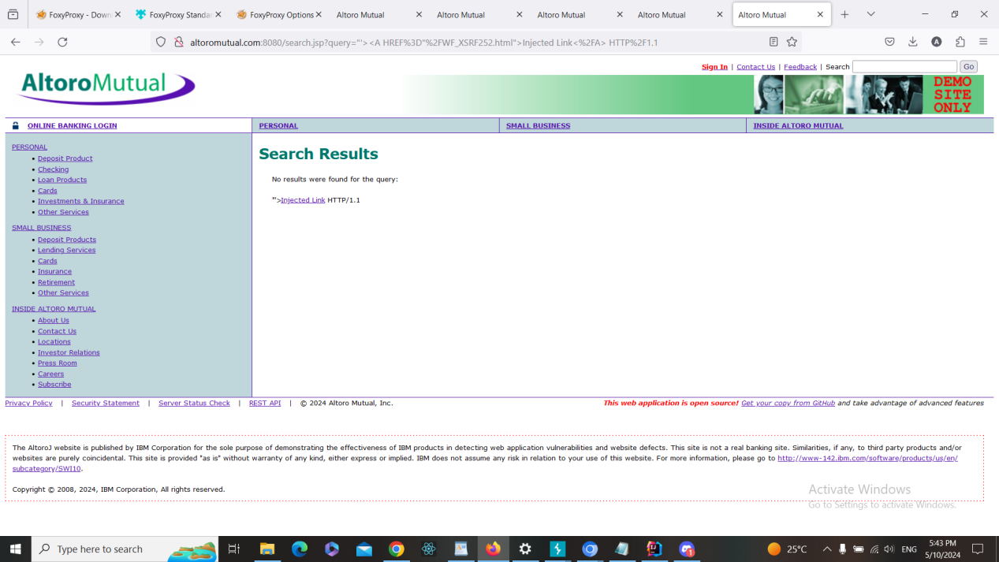 FoxyProxy - Down
FoxyProxy Standa
FoxyProxy Options
Altoro Mutual
Altoro Mutual
Altoro Mutual
Altoro Mutual
Altoro Mutual
altoromutual.com:8080/search.jsp?query="'><A HREF%3D"%2FWF_XSRF252.html">Injected Link<%2FA> HTTP%2F1.1
Sign In | Contact Us | Feedback | Search Go
AltoroMutual
DEMO
SITE
ONLY
ONLINE BANKING LOGIN
PERSONAL
SMALL BUSINESS
INSIDE ALTORO MUTUAL
PERSONAL
• Deposit Product
• Checking
• Loan Products
• Cards
• Investments & Insurance
• Other Services
SMALL BUSINESS
• Deposit Products
• Lending Services
• Cards
• Insurance
• Retirement
• Other Services
INSIDE ALTORO MUTUAL
• About Us
• Contact Us
• Locations
• Investor Relations
• Press Room
• Careers
• Subscribe
Search Results
No results were found for the query:
"'>Injected Link HTTP/1.1
Privacy Policy | Security Statement | Server Status Check | REST API | © 2024 Altoro Mutual, Inc.
This web application is open source! Get your copy from GitHub and take advantage of advanced features
The AltoroJ website is published by IBM Corporation for the sole purpose of demonstrating the effectiveness of IBM products in detecting web application vulnerabilities and website defects. This site is not a real banking site. Similarities, if any, to third party products and/or
websites are purely coincidental. This site is provided "as is" without warranty of any kind, either express or implied. IBM does not assume any risk in relation to your use of this website. For more information, please go to http://www-142.ibm.com/software/products/us/en/
subcategory/SWI10.
Copyright © 2008, 2024, IBM Corporation, All rights reserved.
Activate Windows
Go to Settings to activate Windows.
Type here to search
25°C
ENG
5:43 PM
5/10/2024